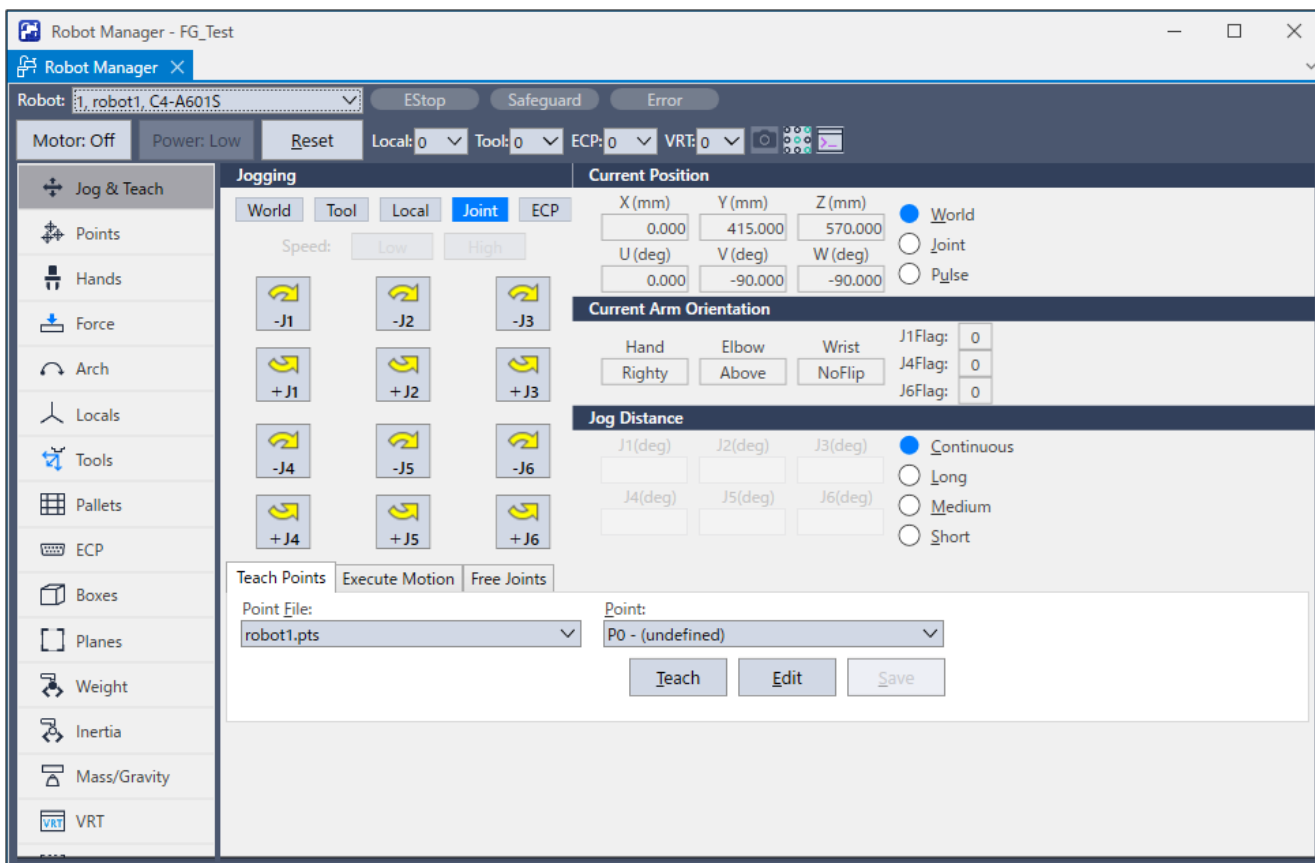 Robot Manager - FG_Test
Robot Manager
Robot: 1, robot1, C4-A601S EStop Safeguard Error
Motor: Off Power: Low Reset Local: 0 Tool: 0 ECP: 0 VRT: 0
Jog & Teach
Points
Hands
Force
Arch
Locals
Tools
Pallets
ECP
Boxes
Planes
Weight
Inertia
Mass/Gravity
VRT
VRT
Jogging
World Tool Local Joint ECP
Speed: Low High
-J1 -J2 -J3
+J1 +J2 +J3
-J4 -J5 -J6
+J4 +J5 +J6
Current Position
X (mm) Y (mm) Z (mm)
0.000 415.000 570.000
U (deg) V (deg) W (deg)
0.000 -90.000 -90.000
World
Joint
Pulse
Current Arm Orientation
Hand Elbow Wrist
Righty Above NoFlip
J1Flag: 0
J4Flag: 0
J6Flag: 0
Jog Distance
J1(deg) J2(deg) J3(deg)
J4(deg) J5(deg) J6(deg)
Continuous
Long
Medium
Short
Teach Points Execute Motion Free Joints
Point File: Point:
robot1.pts P0 - (undefined)
Teach Edit Save